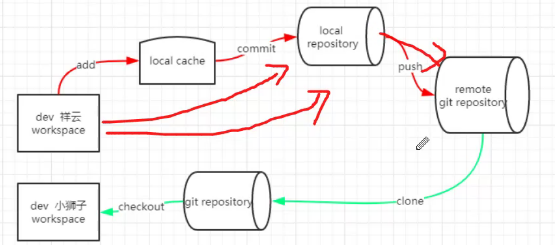 local
repository
commit
local cache
add
push
remote
git repository
dev 祥云
workspace
dev 小狮子
workspace
checkout
git repository
clone